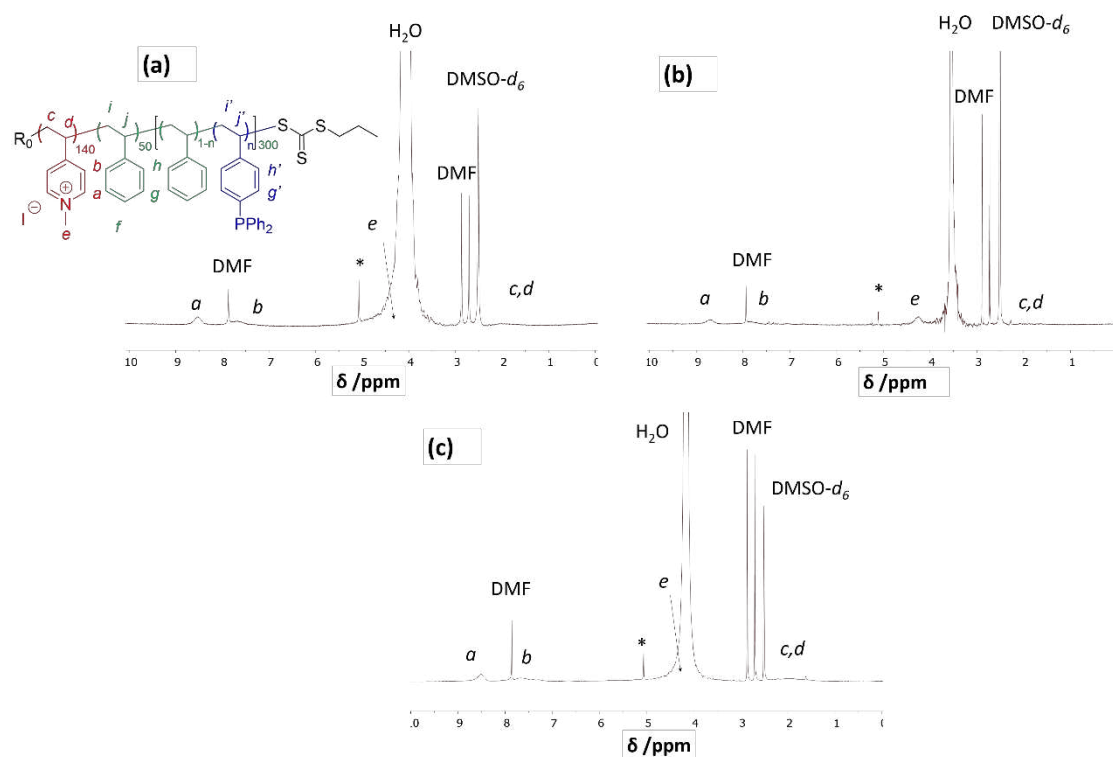 (a)
H₂O
DMSO-d₆
DMF
c d
i j
i' j'
R₀
140
50
1-n
n
300
S S
S
b h h'
a g g'
N
+
I ⊖
e
f
PPh₂
a
DMF
b
*
e
c,d
10 9 8 7 6 5 4 3 2 1 0
δ /ppm
(b)
H₂O
DMSO-d₆
DMF
a
DMF
b
*
e
c,d
10 9 8 7 6 5 4 3 2 1
δ /ppm
(c)
H₂O
DMF
DMSO-d₆
a
DMF
b
*
e
c,d
.0 9 8 7 6 5 4 3 2 1 0
δ /ppm